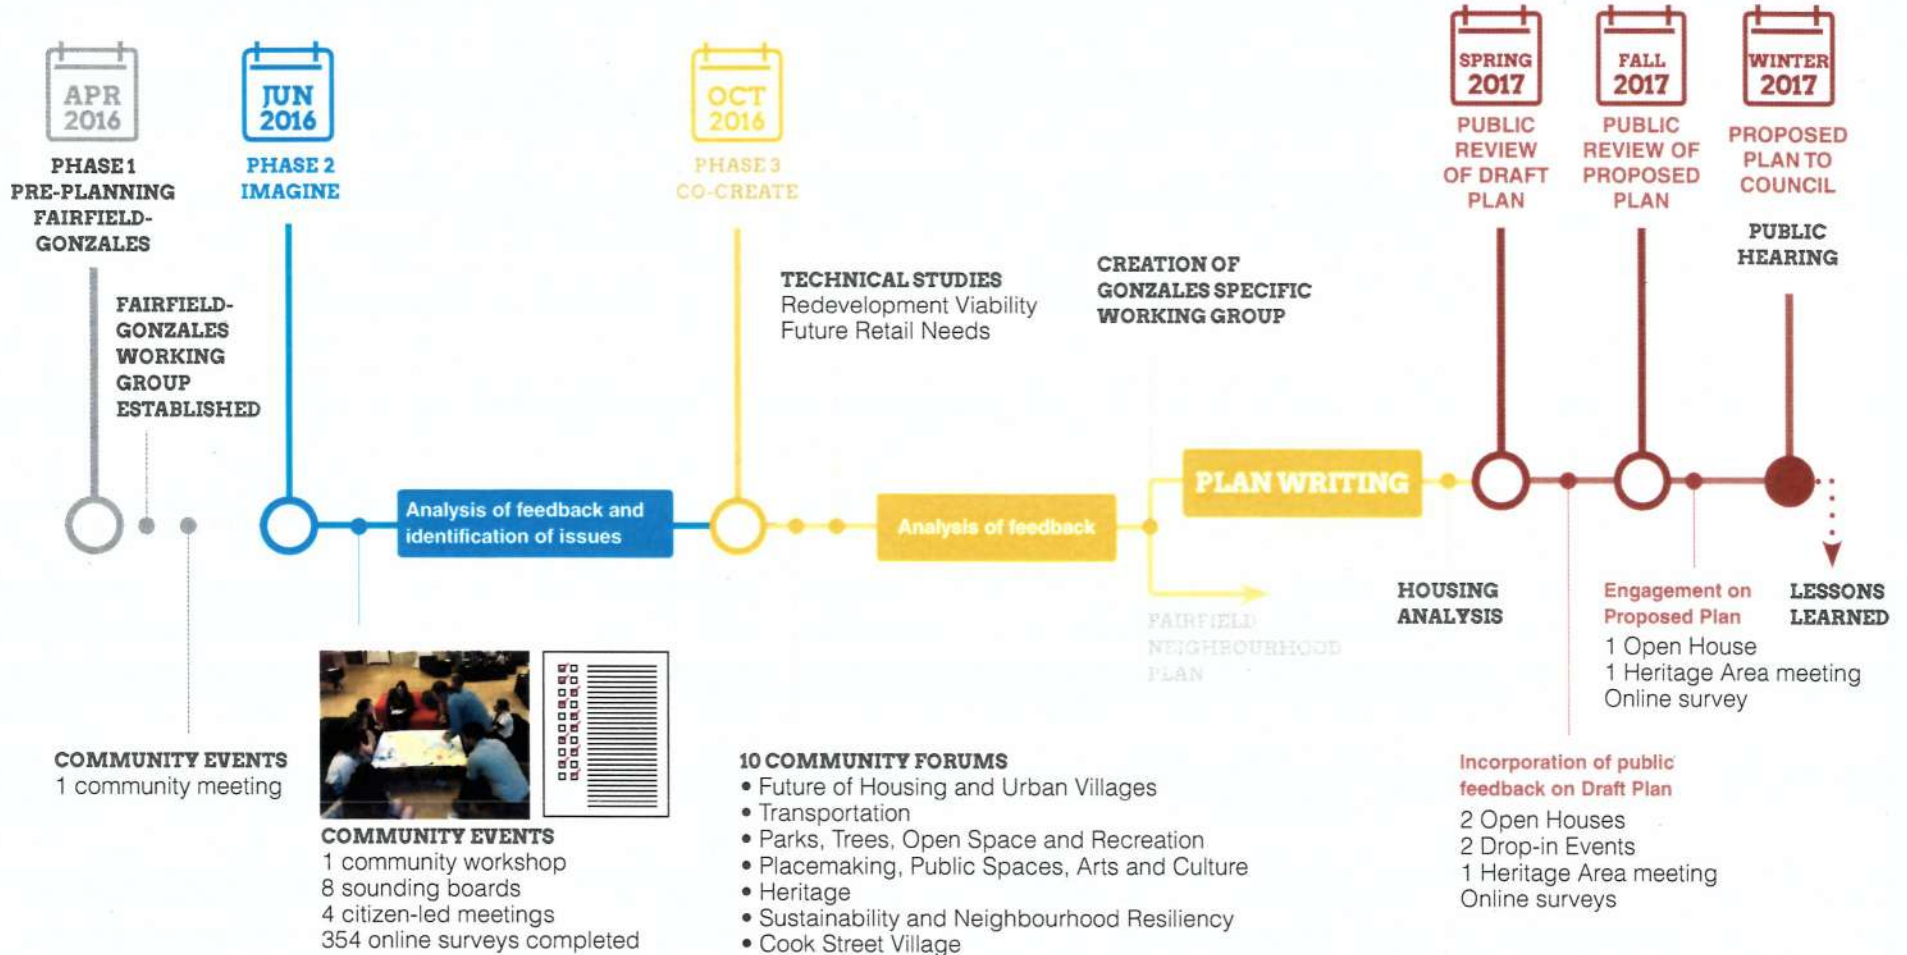 APR
2016
PHASE 1
PRE-PLANNING
FAIRFIELD-
GONZALES
FAIRFIELD-
GONZALES
WORKING
GROUP
ESTABLISHED
COMMUNITY EVENTS
1 community meeting
JUN
2016
PHASE 2
IMAGINE
Analysis of feedback and
identification of issues
COMMUNITY EVENTS
1 community workshop
8 sounding boards
4 citizen-led meetings
354 online surveys completed
OCT
2016
PHASE 3
CO-CREATE
TECHNICAL STUDIES
Redevelopment Viability
Future Retail Needs
10 COMMUNITY FORUMS
• Future of Housing and Urban Villages
• Transportation
• Parks, Trees, Open Space and Recreation
• Placemaking, Public Spaces, Arts and Culture
• Heritage
• Sustainability and Neighbourhood Resiliency
• Cook Street Village
Analysis of feedback
CREATION OF
GONZALES SPECIFIC
WORKING GROUP
PLAN WRITING
FAIRFIELD
NEIGHBOURHOOD
PLAN
HOUSING
ANALYSIS
SPRING
2017
PUBLIC
REVIEW
OF DRAFT
PLAN
Incorporation of public
feedback on Draft Plan
2 Open Houses
2 Drop-in Events
1 Heritage Area meeting
Online surveys
FALL
2017
PUBLIC
REVIEW OF
PROPOSED
PLAN
Engagement on
Proposed Plan
1 Open House
1 Heritage Area meeting
Online survey
WINTER
2017
PROPOSED
PLAN TO
COUNCIL
PUBLIC
HEARING
LESSONS
LEARNED